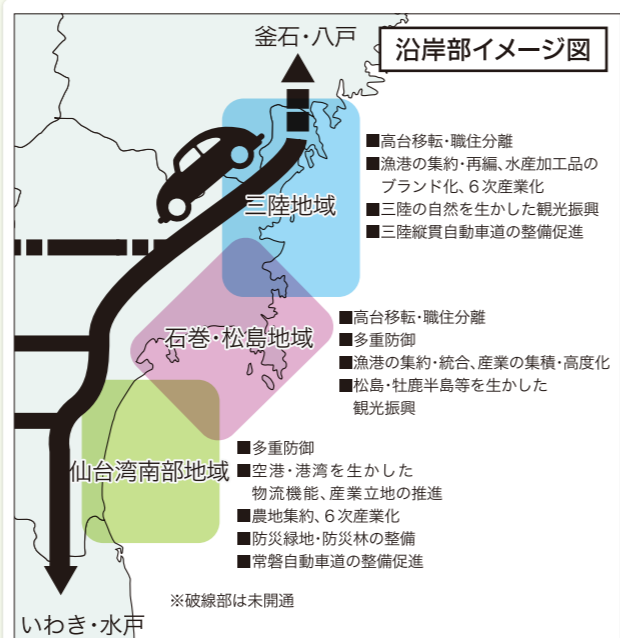 釜石・八戸
沿岸部イメージ図
三陸地域
■高台移転・職住分離
■漁港の集約・再編、水産加工品の
ブランド化、６次産業化
■三陸の自然を生かした観光振興
■三陸縦貫自動車道の整備促進
石巻・松島地域
■高台移転・職住分離
■多重防御
■漁港の集約・統合、産業の集積・高度化
■松島・牡鹿半島等を生かした
観光振興
仙台湾南部地域
■多重防御
■空港・港湾を生かした
物流機能、産業立地の推進
■農地集約、６次産業化
■防災緑地・防災林の整備
■常磐自動車道の整備促進
※破線部は未開通
いわき・水戸